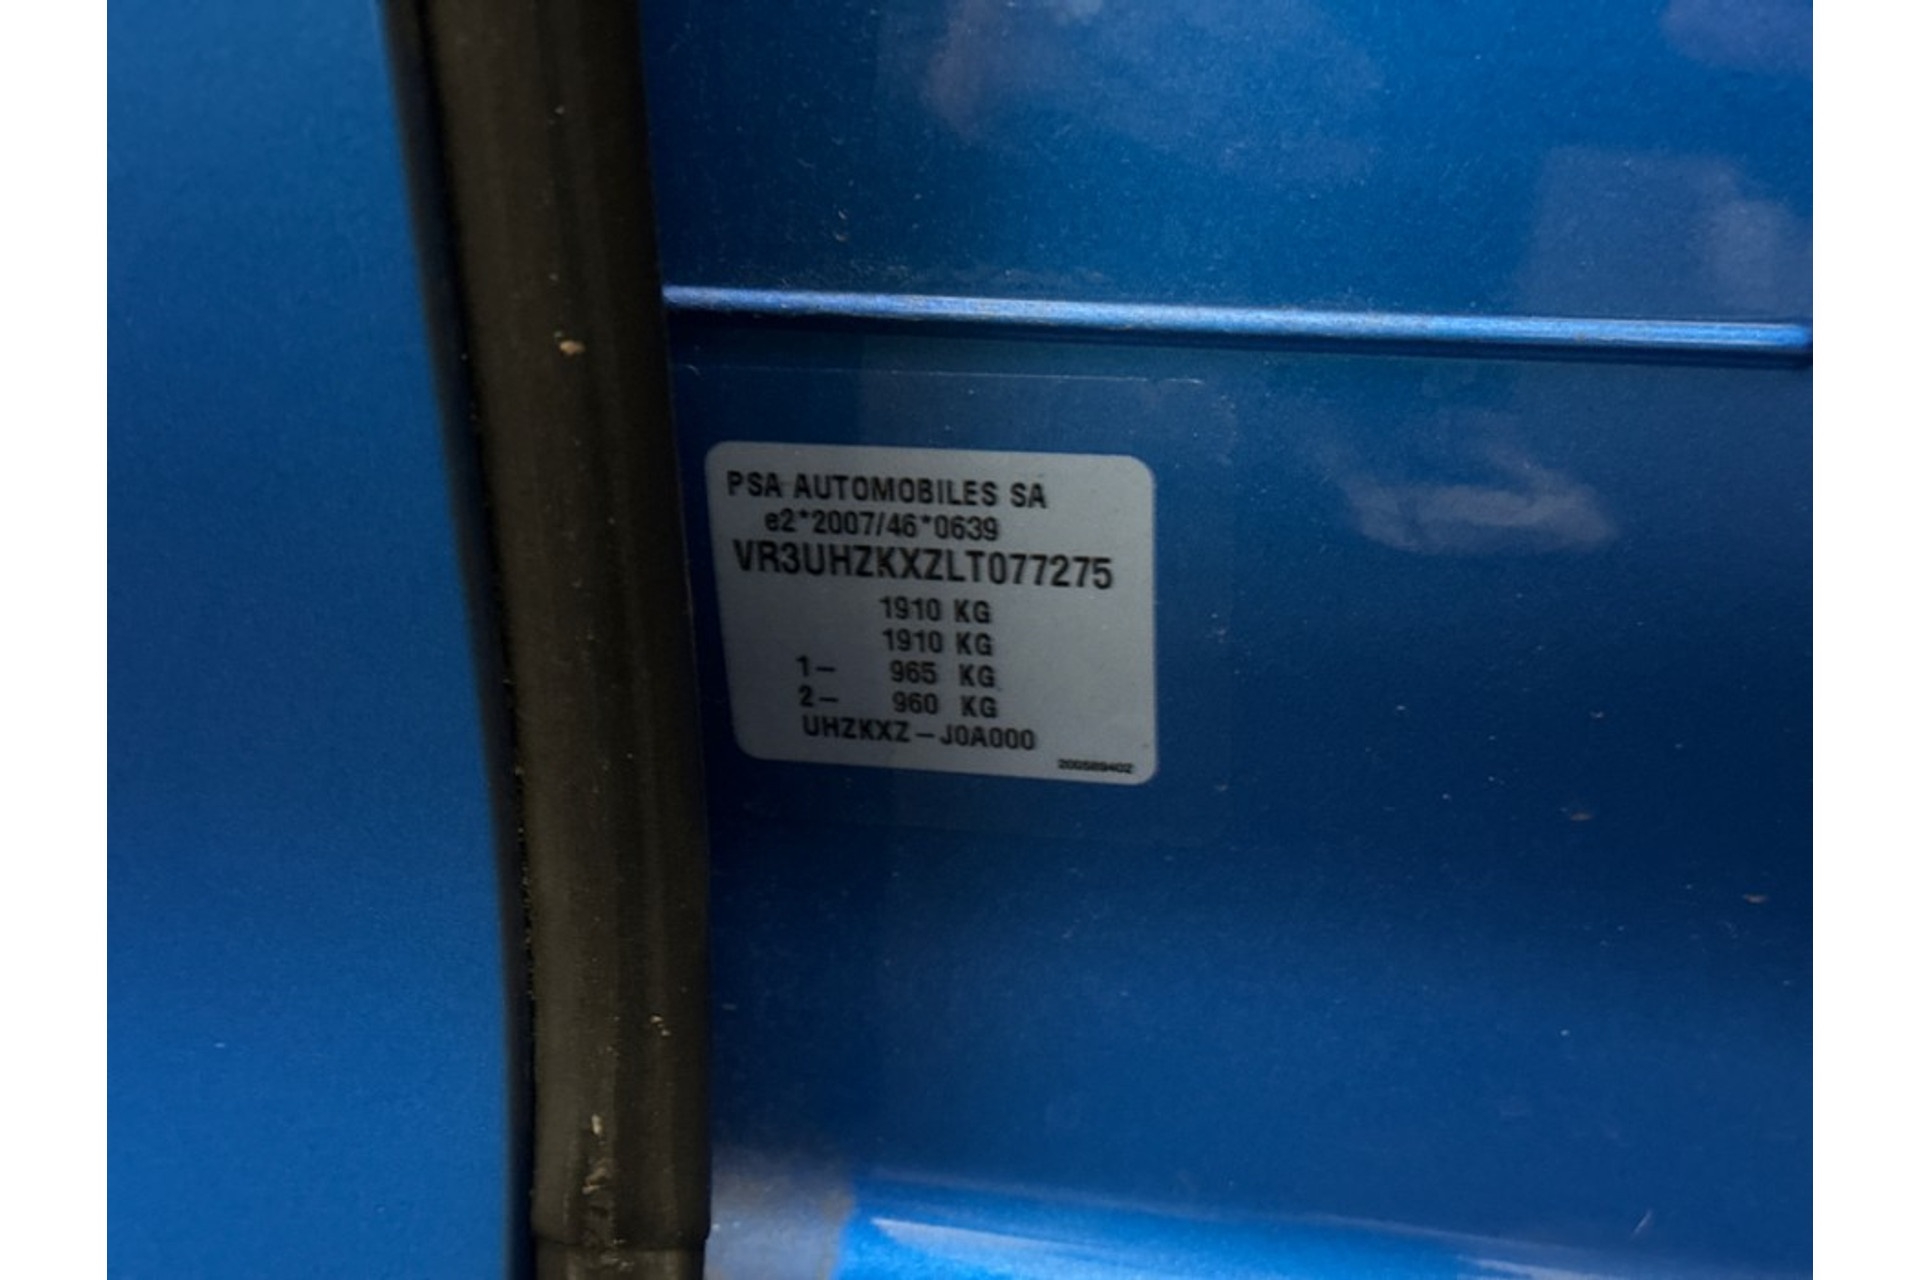 PSA AUTOMOBILES SA
e2*2007/46*0639
VR3UHZKXZLT077275
1910 KG
1910 KG
1- 965 KG
2- 960 KG
UHZKXZ-J0A000
200589402